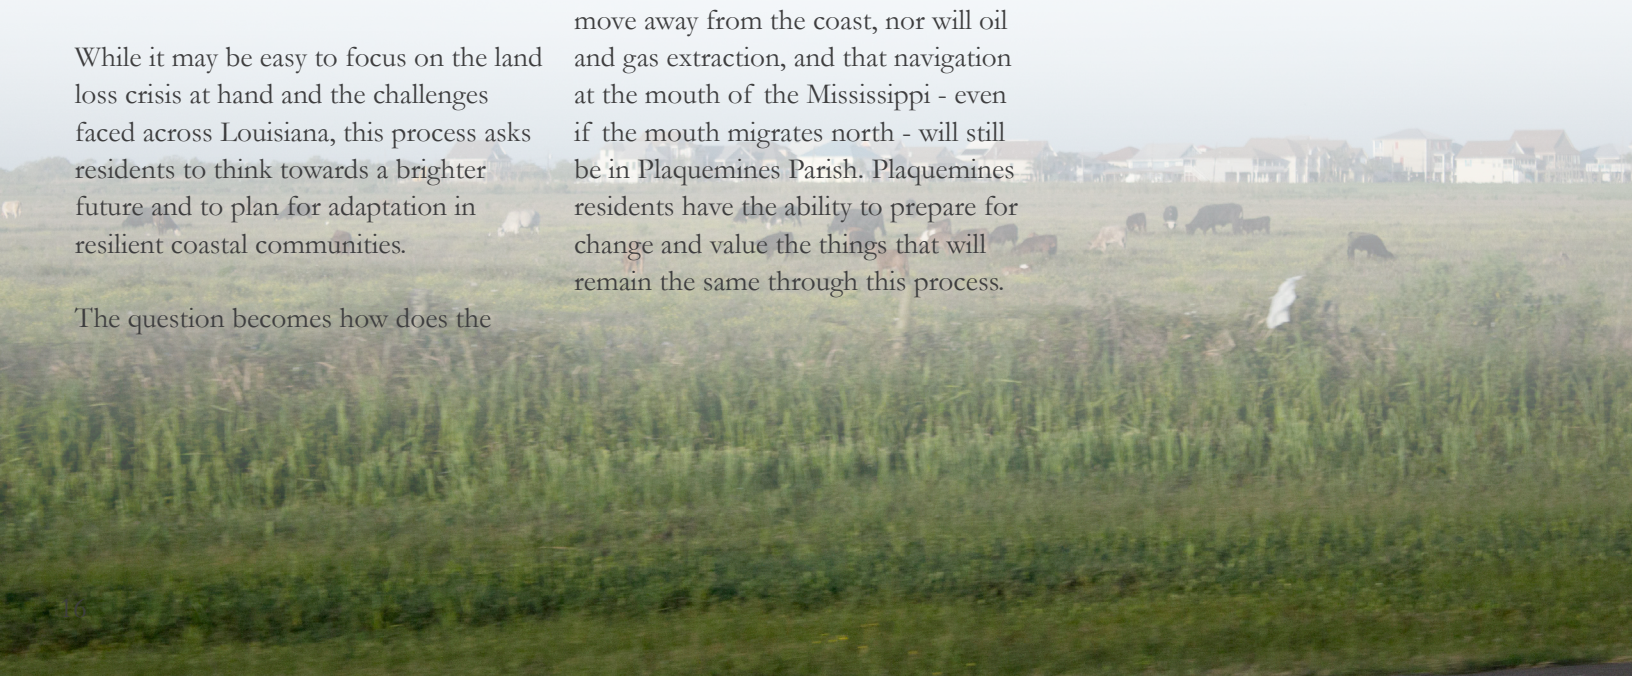 While it may be easy to focus on the land
loss crisis at hand and the challenges
faced across Louisiana, this process asks
residents to think towards a brighter
future and to plan for adaptation in
resilient coastal communities.
The question becomes how does the
move away from the coast, nor will oil
and gas extraction, and that navigation
at the mouth of the Mississippi - even
if the mouth migrates north - will still
be in Plaquemines Parish. Plaquemines
residents have the ability to prepare for
change and value the things that will
remain the same through this process.